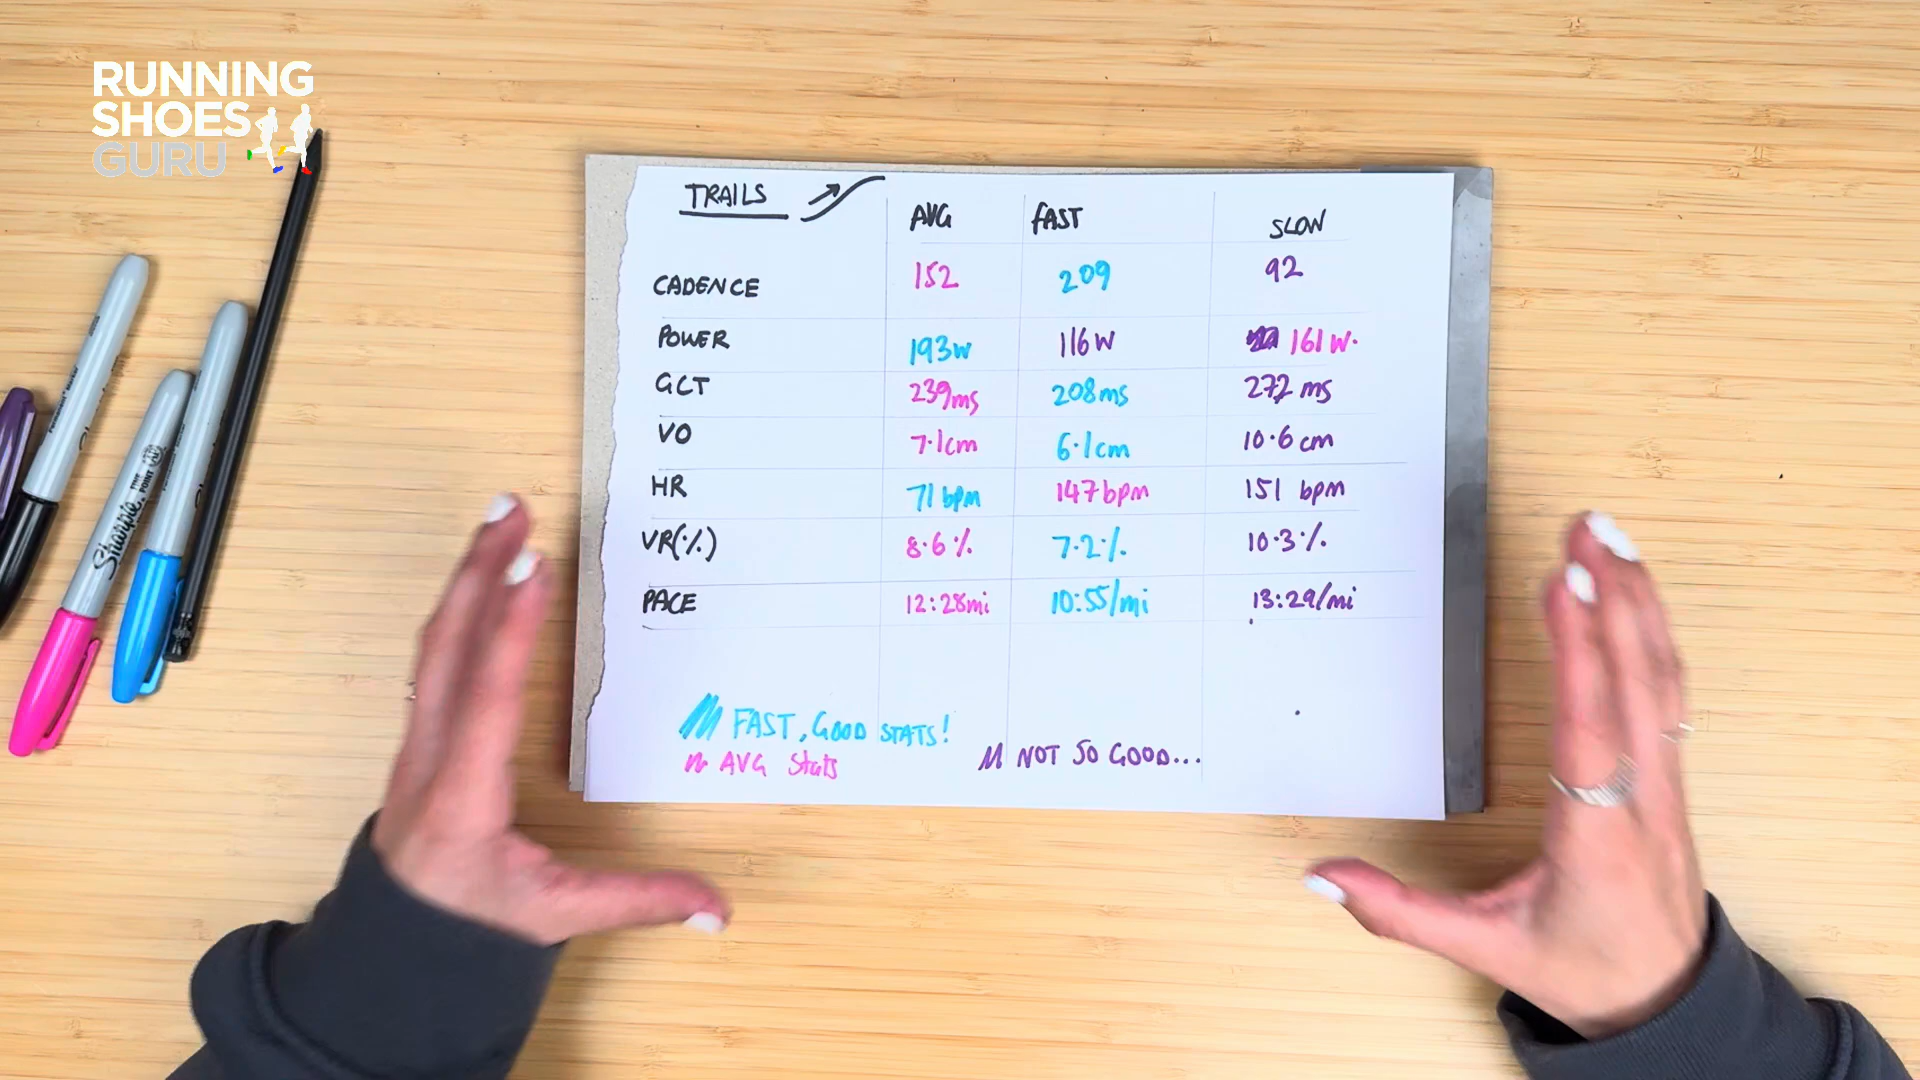 RUNNING
SHOES
GURU
TRAILS
AVG FAST SLOW
CADENCE 152 209 92
POWER 193W 116W 161W.
GCT 239ms 208ms 272 ms
VO 7.1cm 6.1cm 10.6cm
HR 71 bpm 147bpm 151 bpm
VR(%) 8.6% 7.2% 10.3%
PACE 12:28mi 10:55/mi 13:29/mi
FAST, GOOD STATS!
AVG Stats
NOT SO GOOD...
Sharpie
FINE
POINT